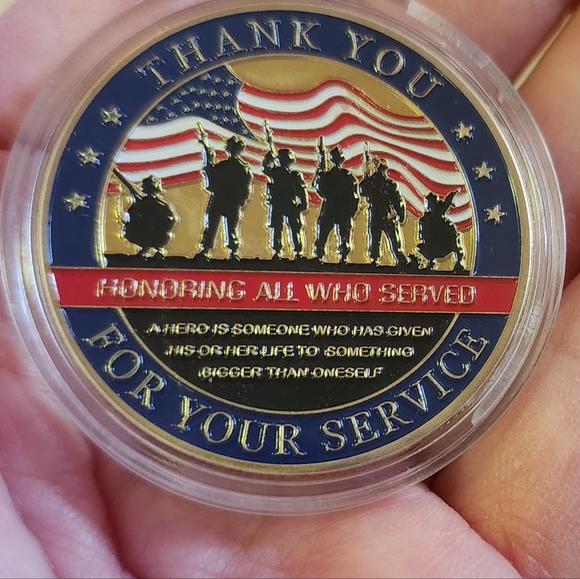 THANK YOU
HONORING ALL WHO SERVED
A HERO IS SOMEONE WHO HAS GIVEN
HIS OR HER LIFE TO SOMETHING
BIGGER THAN ONESELF
FOR YOUR SERVICE